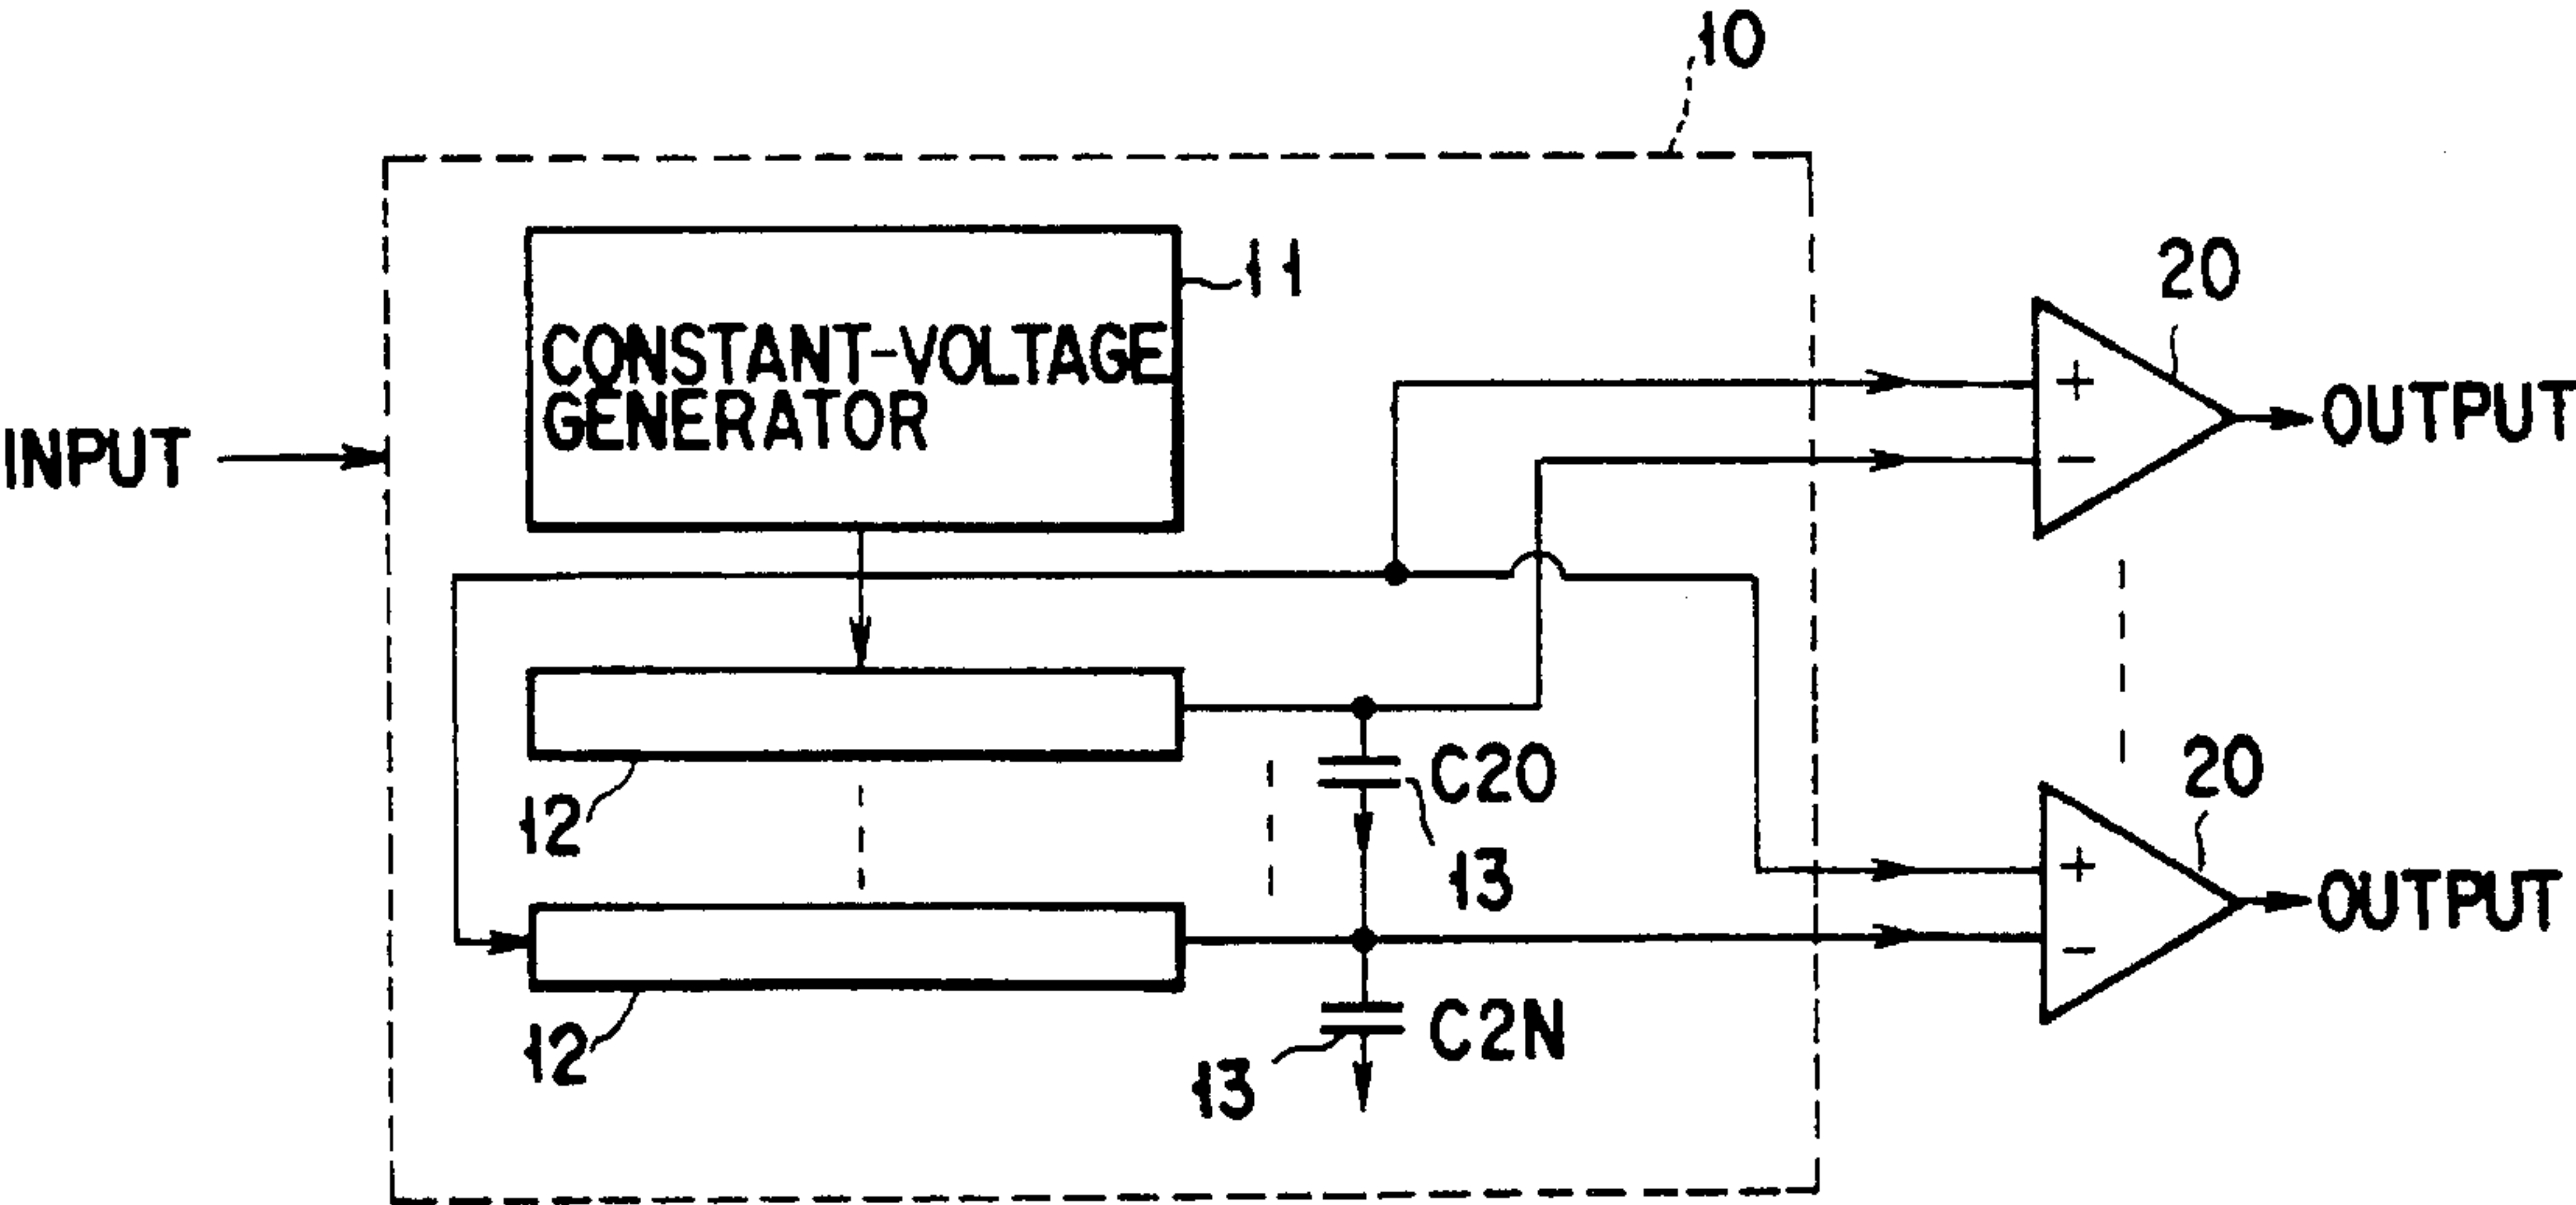 10
11
CONSTANT-VOLTAGE
GENERATOR
INPUT
20
+
−
OUTPUT
12
C20
13
20
+
−
OUTPUT
12
C2N
13